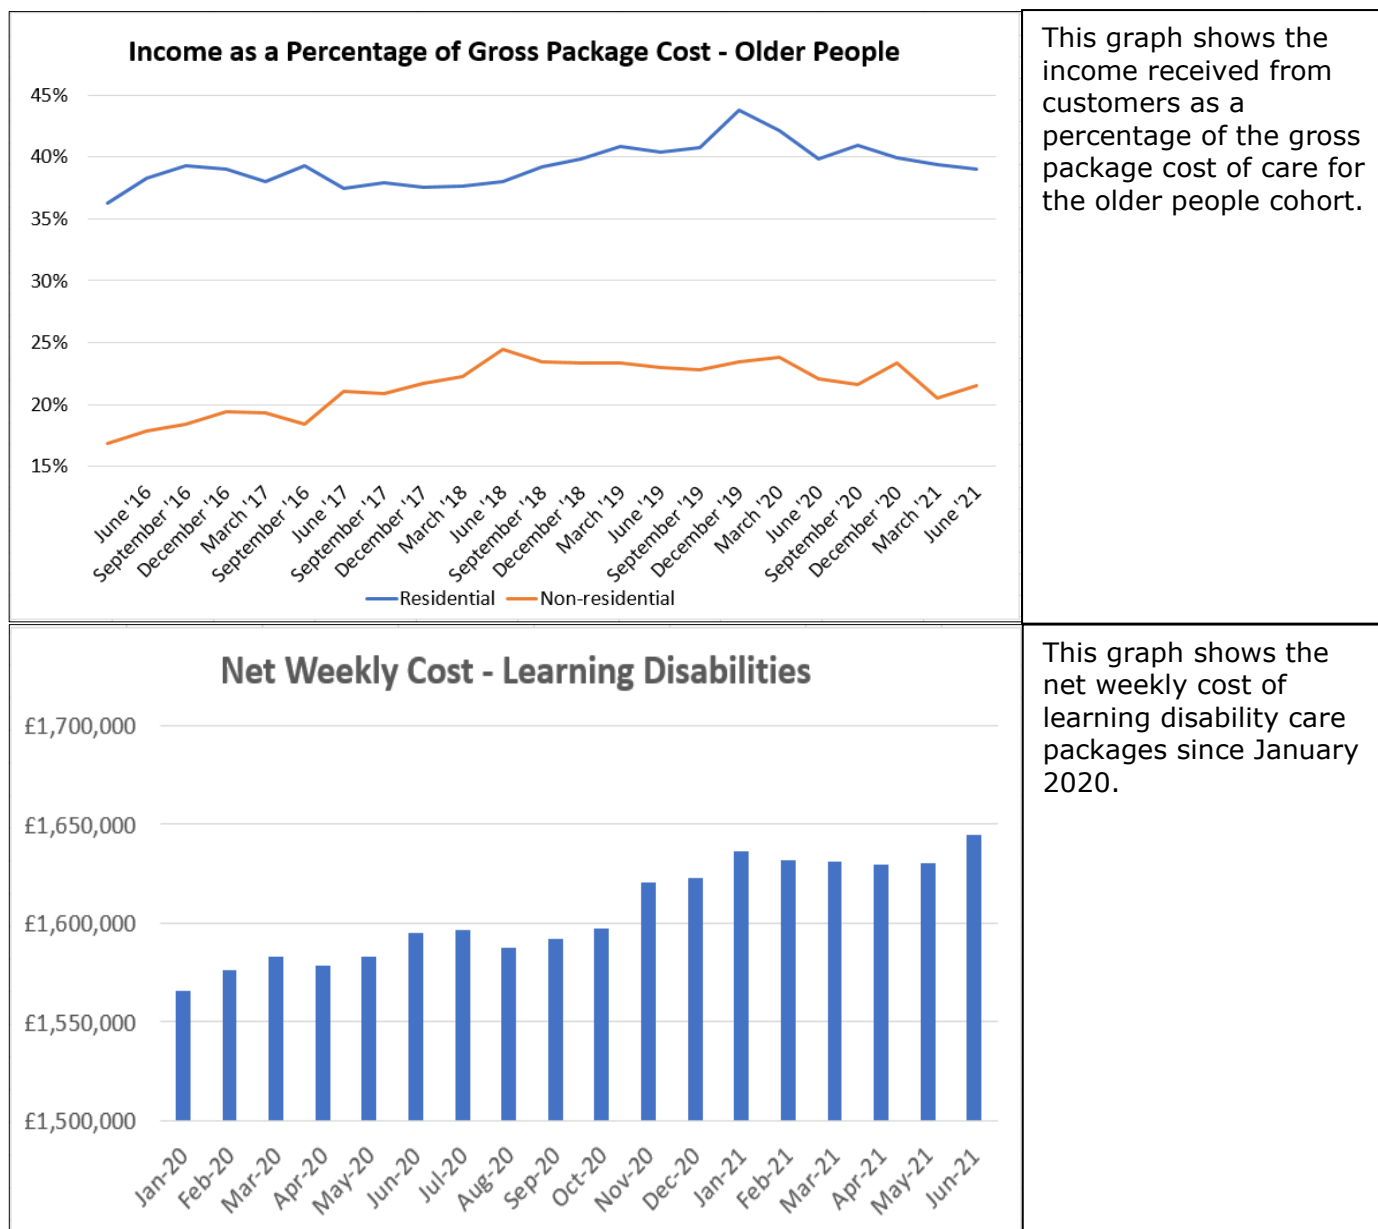 Income as a Percentage of Gross Package Cost - Older People
45%
40%
35%
30%
25%
20%
15%
June '16
September '16
December '16
March '17
September '16
June '17
September '17
December '17
March '18
June '18
September '18
December '18
March '19
June '19
September '19
December '19
March '20
June '20
September '20
December '20
March '21
June '21
Residential
Non-residential
This graph shows the
income received from
customers as a
percentage of the gross
package cost of care for
the older people cohort.
Net Weekly Cost - Learning Disabilities
£1,700,000
£1,650,000
£1,600,000
£1,550,000
£1,500,000
Jan-20
Feb-20
Mar-20
Apr-20
May-20
Jun-20
Jul-20
Aug-20
Sep-20
Oct-20
Nov-20
Dec-20
Jan-21
Feb-21
Mar-21
Apr-21
May-21
Jun-21
This graph shows the
net weekly cost of
learning disability care
packages since January
2020.